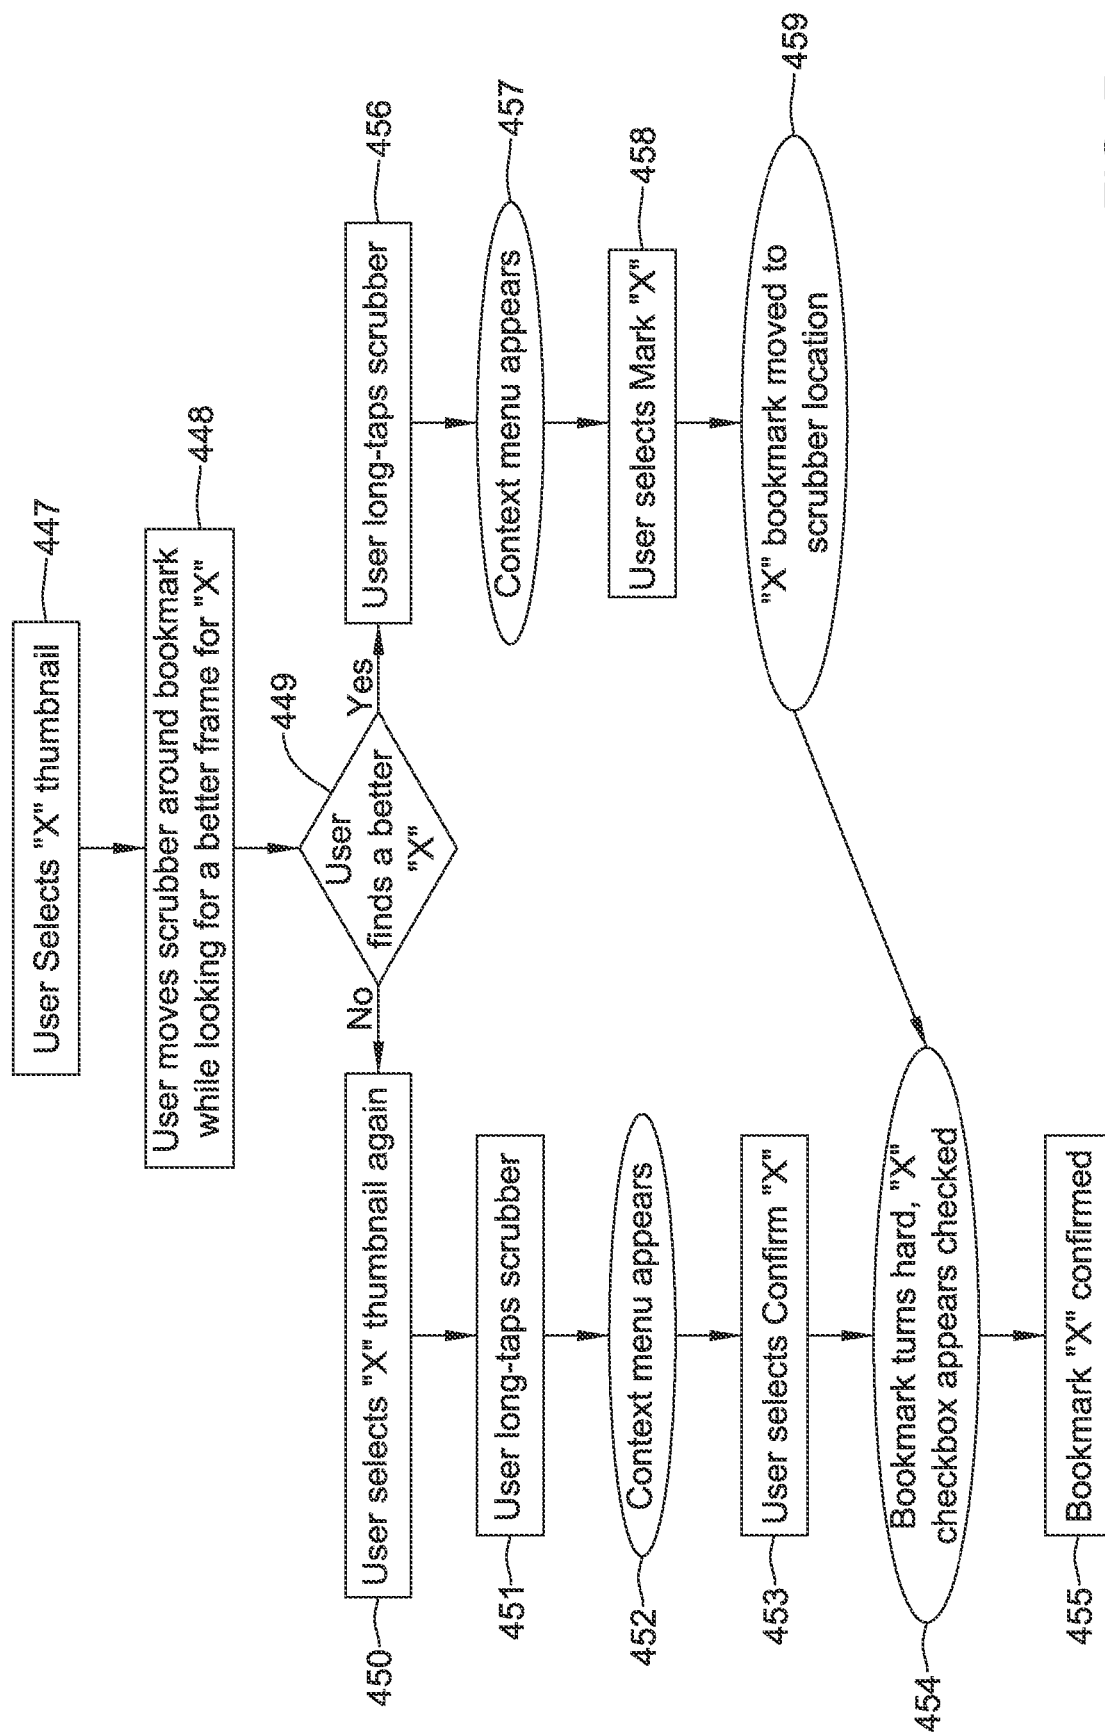 User Selects "X" thumbnail
447
User moves scrubber around bookmark
while looking for a better frame for "X"
448
User
finds a better
"X"
449
No
Yes
User selects "X" thumbnail again
450
User long-taps scrubber
451
Context menu appears
452
User selects Confirm "X"
453
Bookmark turns hard, "X"
checkbox appears checked
454
Bookmark "X" confirmed
455
User long-taps scrubber
456
Context menu appears
457
User selects Mark "X"
458
"X" bookmark moved to
scrubber location
459